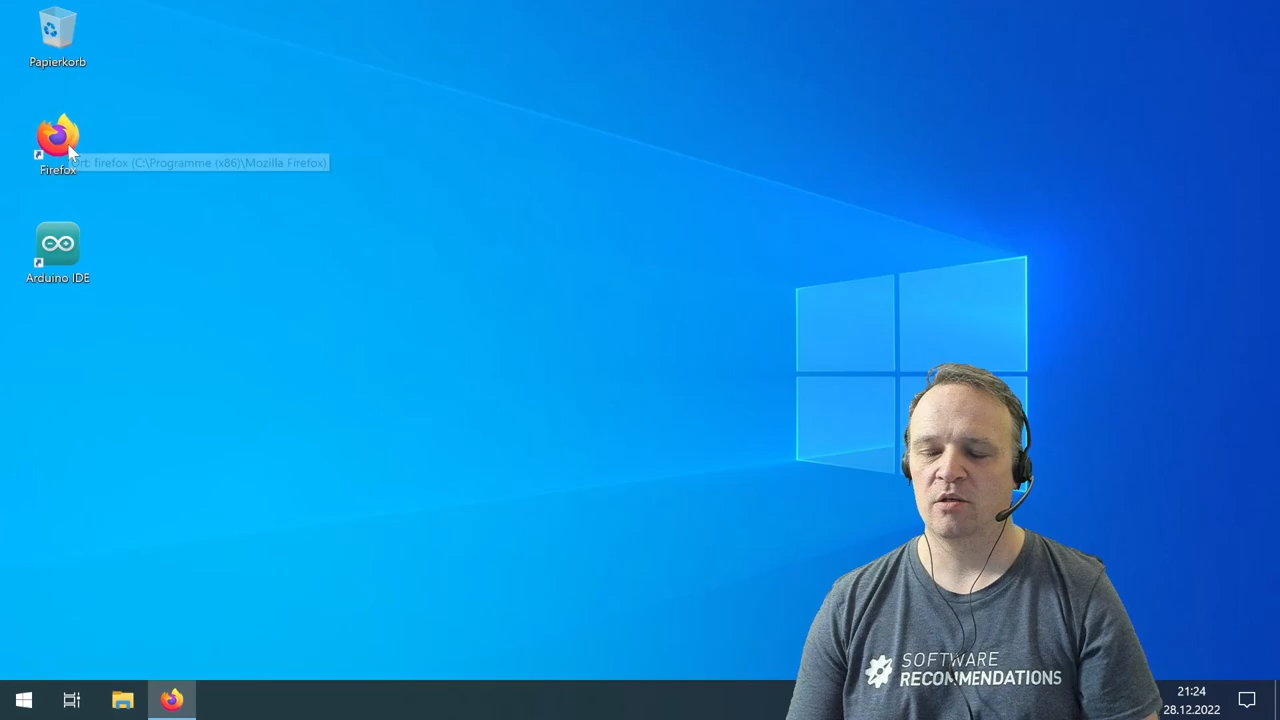 Papierkorb
Ort: firefox (C:\Programme (x86)\Mozilla Firefox)
Firefox
Arduino IDE
SOFTWARE
RECOMMENDATIONS
21:24
28.12.2022